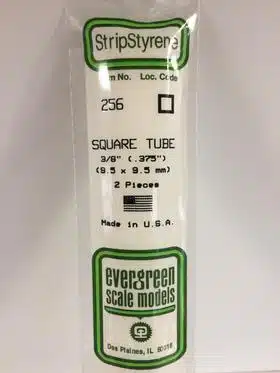 StripStyrene
Item No. Loc. Code
256
SQUARE TUBE
3/8" (.375")
(9.5 x 9.5 mm)
2 Pieces
Made in U.S.A.
evergreen
scale models
Des Plaines, IL 60018